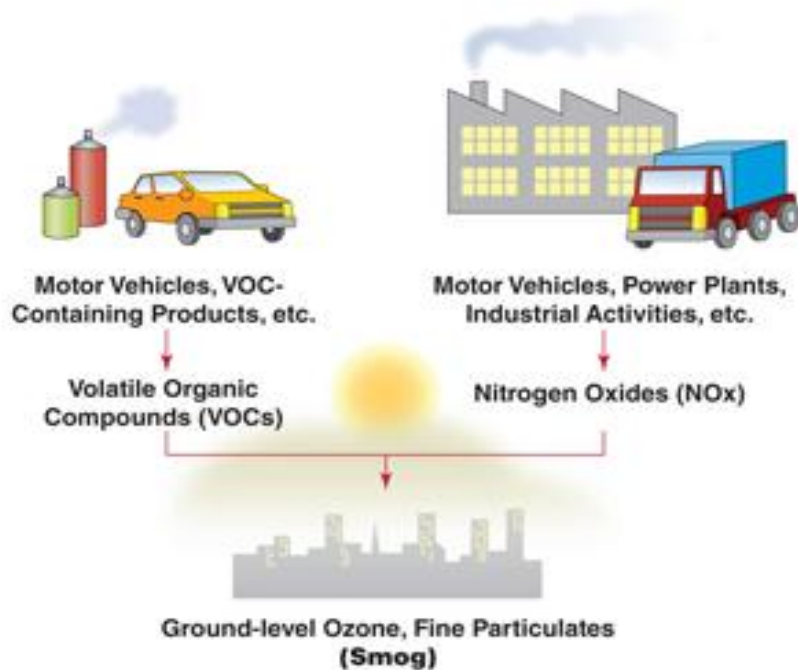 Motor Vehicles, VOC-
Containing Products, etc.
Motor Vehicles, Power Plants,
Industrial Activities, etc.
Volatile Organic
Compounds (VOCs)
Nitrogen Oxides (NOx)
Ground-level Ozone, Fine Particulates
(Smog)